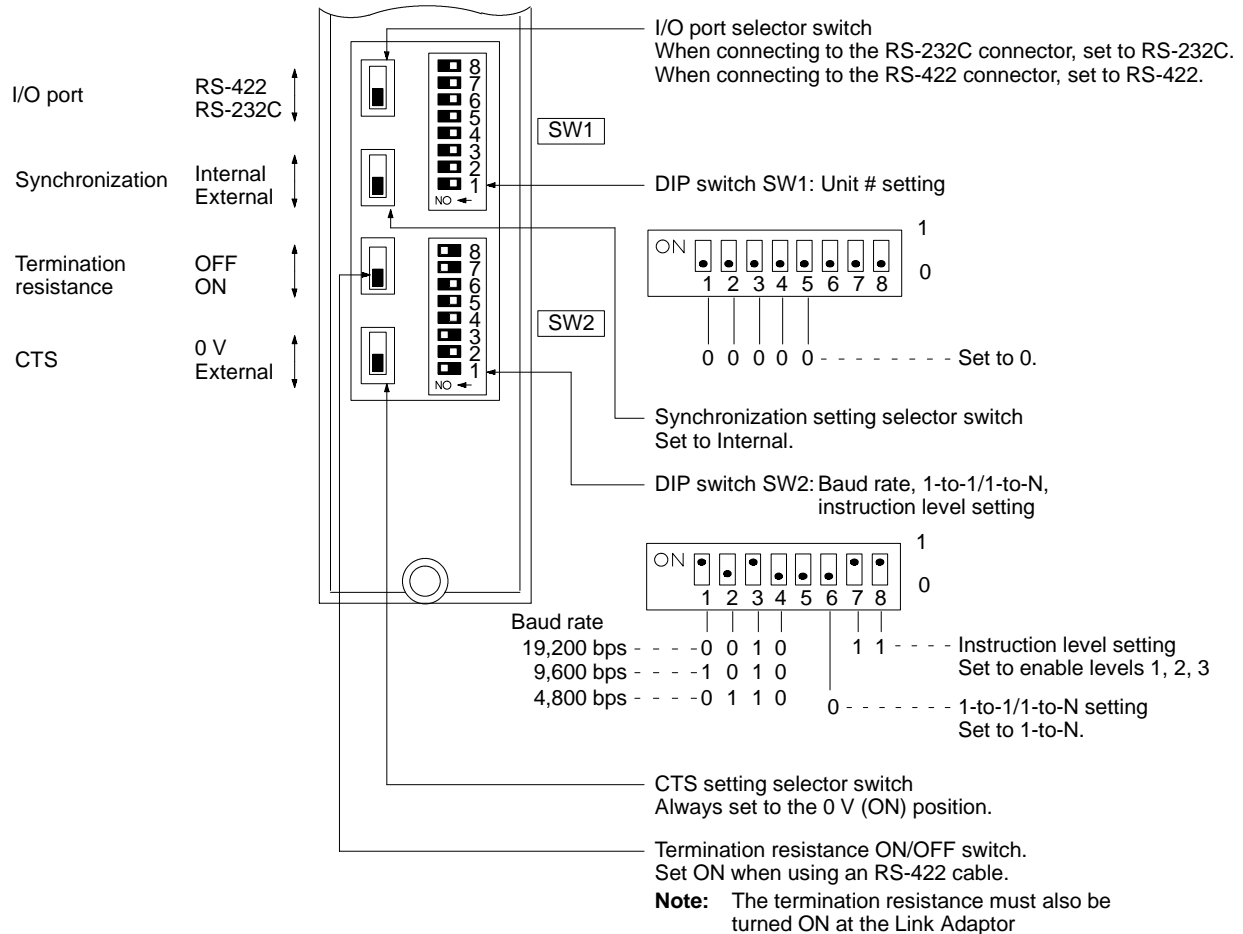 I/O port selector switch
When connecting to the RS-232C connector, set to RS-232C.
When connecting to the RS-422 connector, set to RS-422.
I/O port
RS-422
RS-232C
8
7
6
5
4
3
2
1
NO
SW1
Synchronization
Internal
External
DIP switch SW1: Unit # setting
ON
1
0
1 2 3 4 5 6 7 8
0 0 0 0 0 Set to 0.
Termination
resistance
OFF
ON
8
7
6
5
4
3
2
1
NO
SW2
CTS
0 V
External
Synchronization setting selector switch
Set to Internal.
DIP switch SW2: Baud rate, 1-to-1/1-to-N,
instruction level setting
ON
1
0
1 2 3 4 5 6 7 8
Baud rate
19,200 bps 0 0 1 0
9,600 bps 1 0 1 0
4,800 bps 0 1 1 0
1 1 Instruction level setting
Set to enable levels 1, 2, 3
0 1-to-1/1-to-N setting
Set to 1-to-N.
CTS setting selector switch
Always set to the 0 V (ON) position.
Termination resistance ON/OFF switch.
Set ON when using an RS-422 cable.
Note: The termination resistance must also be
turned ON at the Link Adaptor